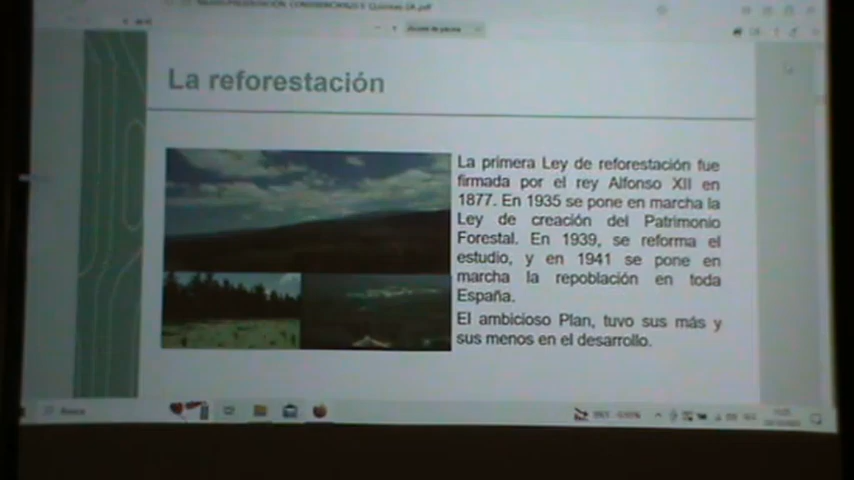 La reforestación
La primera Ley de reforestación fue
firmada por el rey Alfonso XII en
1877. En 1935 se pone en marcha la
Ley de creación del Patrimonio
Forestal. En 1939, se reforma el
estudio, y en 1941 se pone en
marcha la repoblación en toda
España.
El ambicioso Plan, tuvo sus más y
sus menos en el desarrollo.